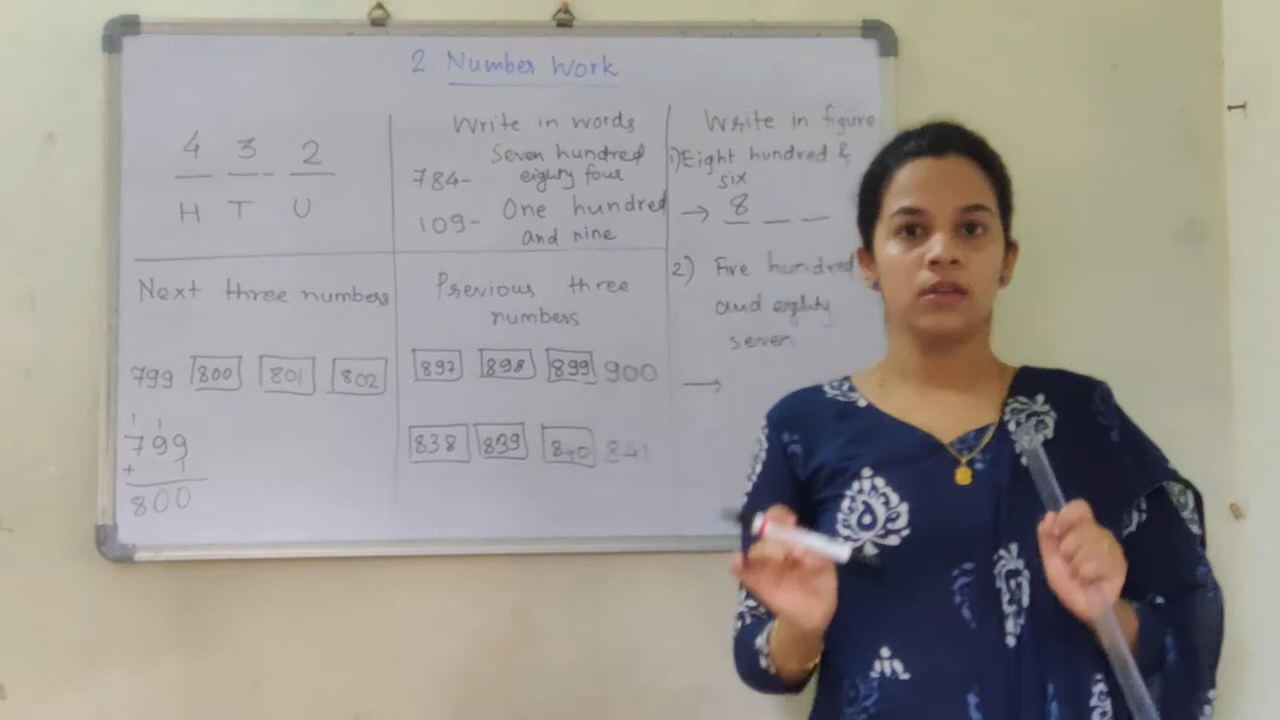 2 Number Work
4 3 2
H T U
Write in words
784- Seven hundred
eighty four
109- One hundred
and nine
Write in figure
1) Eight hundred &
six
→ 8 _ _
2) Five hundred
and eighty
seven
→
Next three numbers
799 800 801 802
1 1
799
+ 1
800
Previous three
numbers
897 898 899 900
838 839 840 841